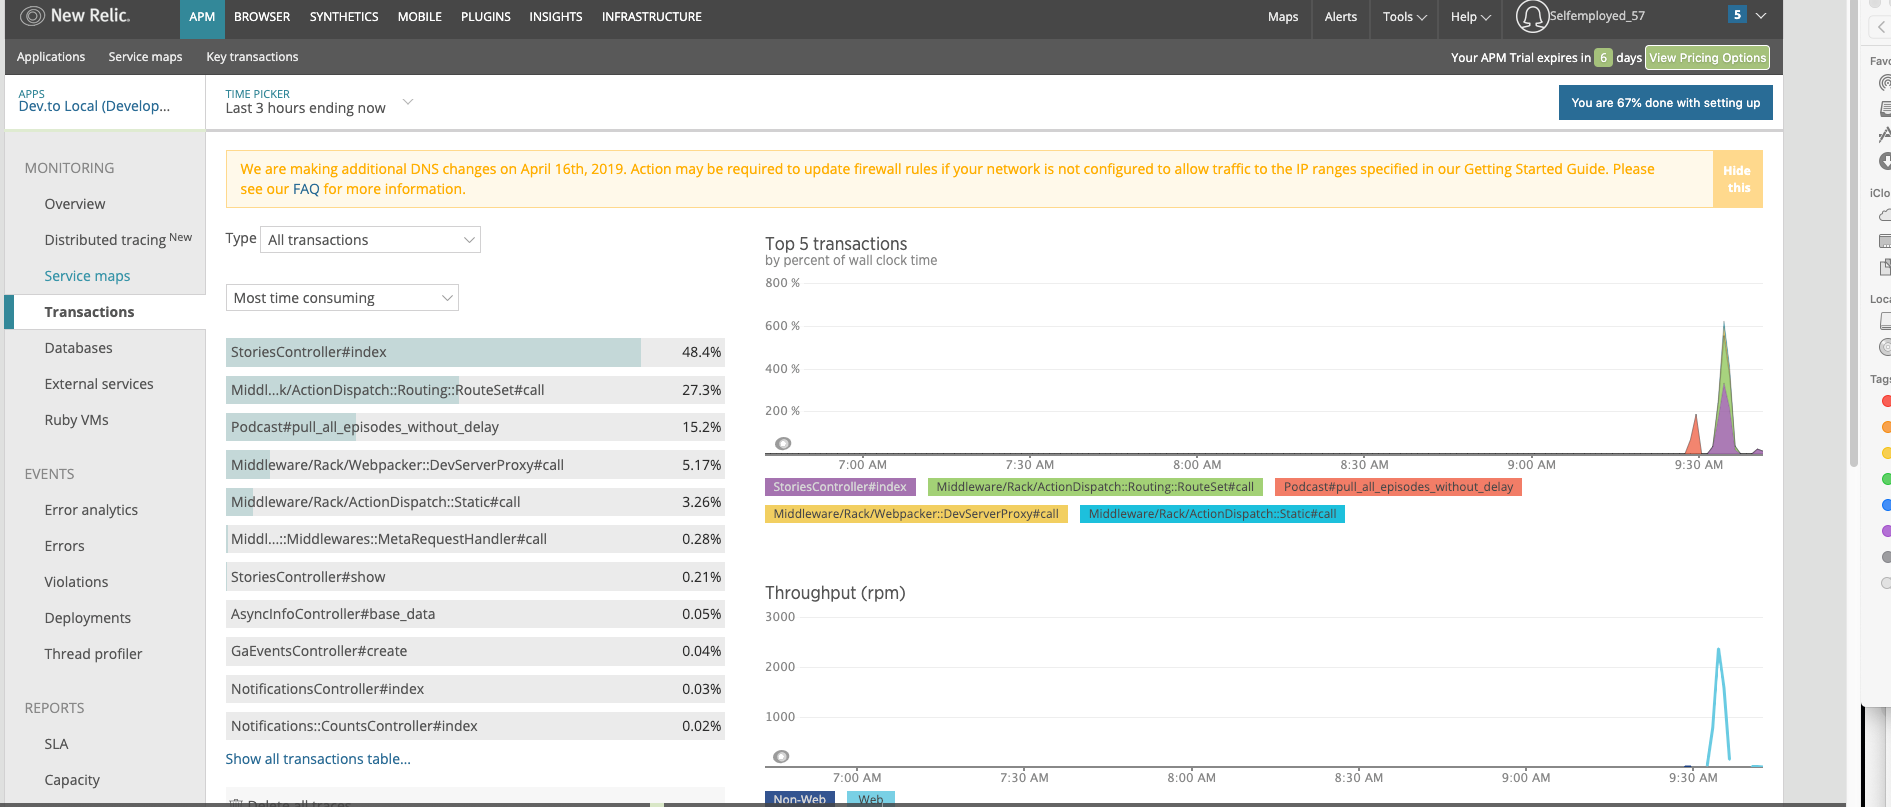 New Relic.
APM BROWSER SYNTHETICS MOBILE PLUGINS INSIGHTS INFRASTRUCTURE
Maps Alerts Tools Help Selfemployed_57 5
Applications Service maps Key transactions
Your APM Trial expires in 6 days View Pricing Options
APPS
Dev.to Local (Develop...
TIME PICKER
Last 3 hours ending now
You are 67% done with setting up
MONITORING
Overview
Distributed tracing New
Service maps
Transactions
Databases
External services
Ruby VMs
EVENTS
Error analytics
Errors
Violations
Deployments
Thread profiler
REPORTS
SLA
Capacity
We are making additional DNS changes on April 16th, 2019. Action may be required to update firewall rules if your network is not configured to allow traffic to the IP ranges specified in our Getting Started Guide. Please
see our FAQ for more information.
Hide
this
Type All transactions
Most time consuming
StoriesController#index 48.4%
Middl...k/ActionDispatch::Routing::RouteSet#call 27.3%
Podcast#pull_all_episodes_without_delay 15.2%
Middleware/Rack/Webpacker::DevServerProxy#call 5.17%
Middleware/Rack/ActionDispatch::Static#call 3.26%
Middl...::Middlewares::MetaRequestHandler#call 0.28%
StoriesController#show 0.21%
AsyncInfoController#base_data 0.05%
GaEventsController#create 0.04%
NotificationsController#index 0.03%
Notifications::CountsController#index 0.02%
Show all transactions table...
Delete all traces
Top 5 transactions
by percent of wall clock time
800 %
600 %
400 %
200 %
7:00 AM 7:30 AM 8:00 AM 8:30 AM 9:00 AM 9:30 AM
StoriesController#index Middleware/Rack/ActionDispatch::Routing::RouteSet#call Podcast#pull_all_episodes_without_delay
Middleware/Rack/Webpacker::DevServerProxy#call Middleware/Rack/ActionDispatch::Static#call
Throughput (rpm)
3000
2000
1000
7:00 AM 7:30 AM 8:00 AM 8:30 AM 9:00 AM 9:30 AM
Non-Web Web
Favo
iClo
Loca
Tags